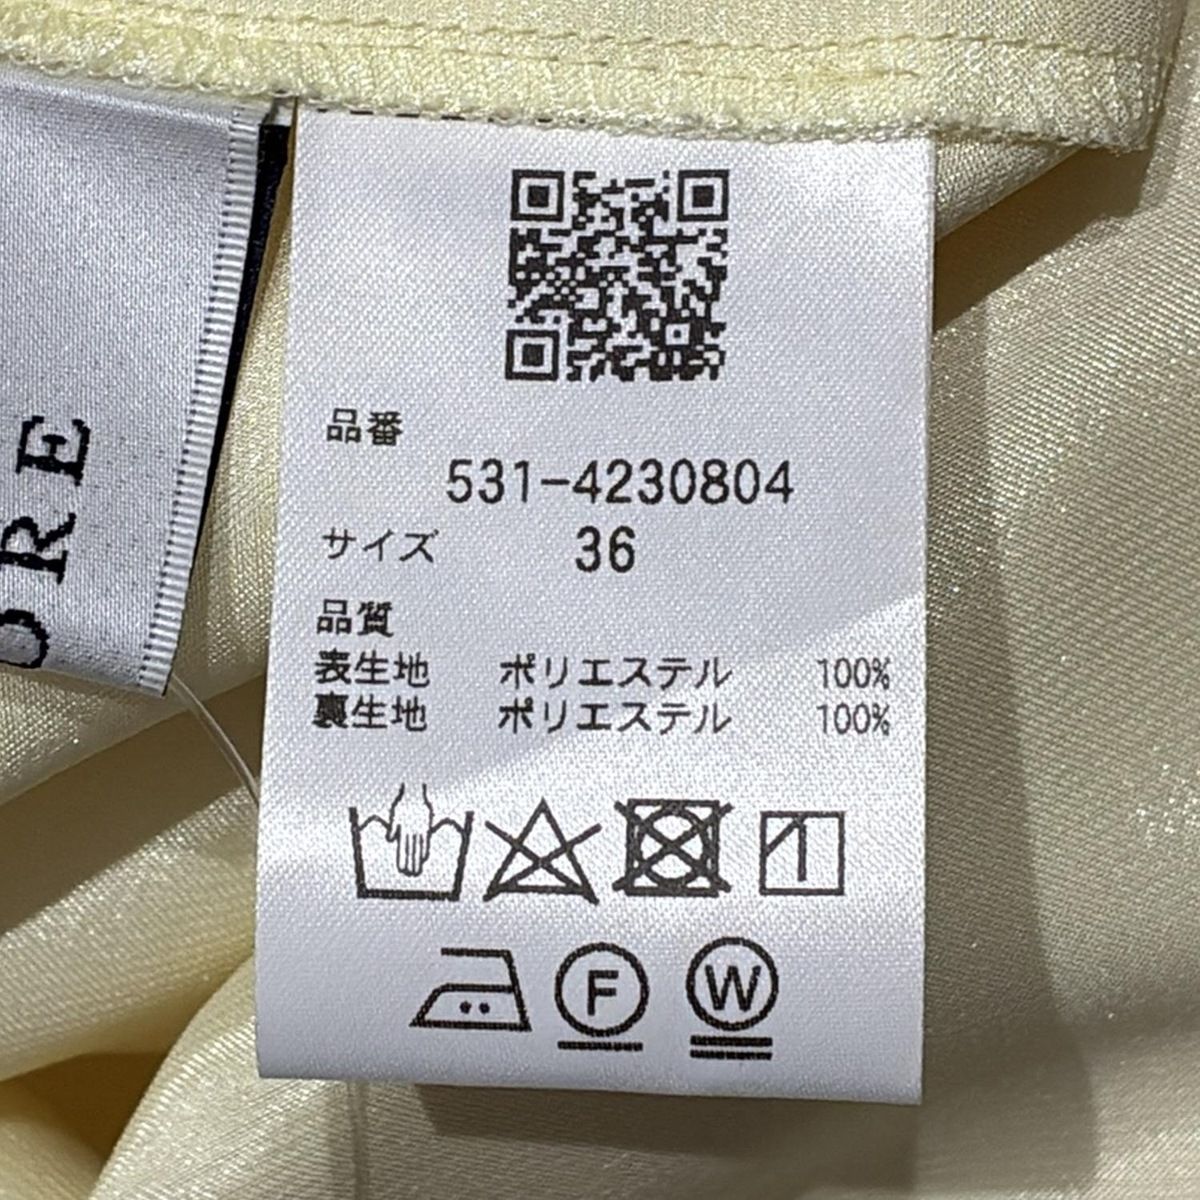 ORE
品番
531-4230804
サイズ 36
品質
表生地 ポリエステル 100%
裏生地 ポリエステル 100%
F W